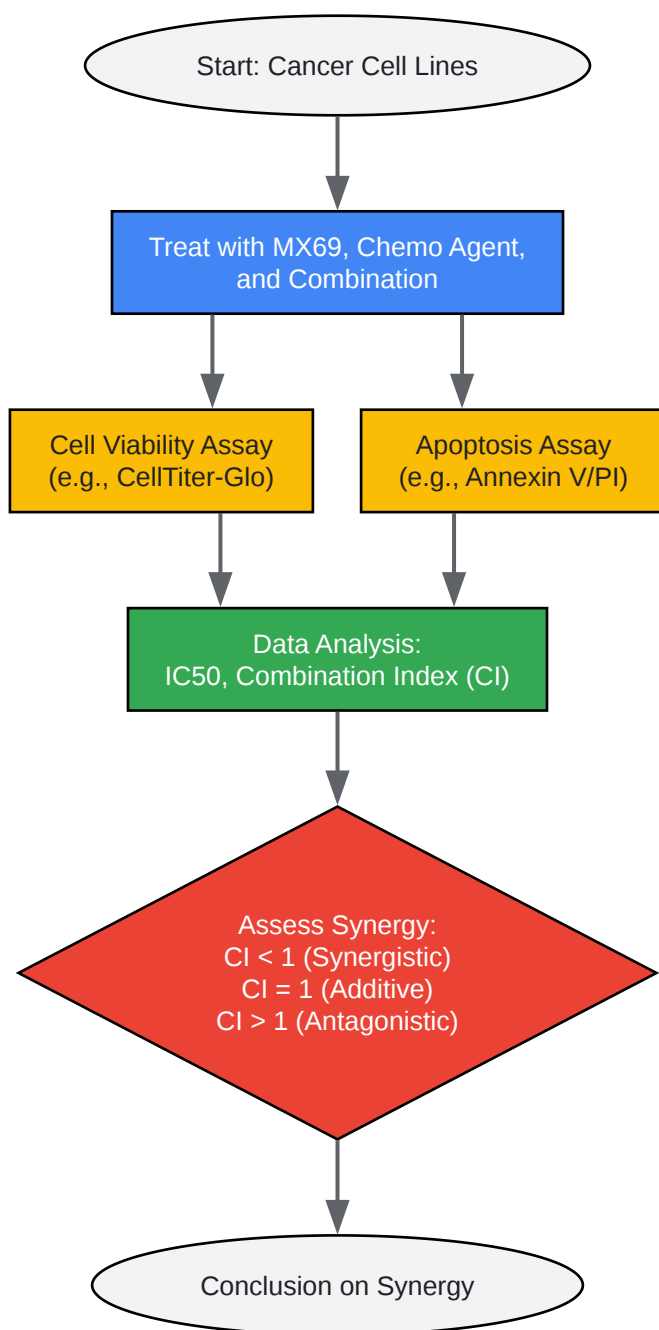 Start: Cancer Cell Lines
Treat with MX69, Chemo Agent,
and Combination
Cell Viability Assay
(e.g., CellTiter-Glo)
Apoptosis Assay
(e.g., Annexin V/PI)
Data Analysis:
IC50, Combination Index (CI)
Assess Synergy:
CI < 1 (Synergistic)
CI = 1 (Additive)
CI > 1 (Antagonistic)
Conclusion on Synergy